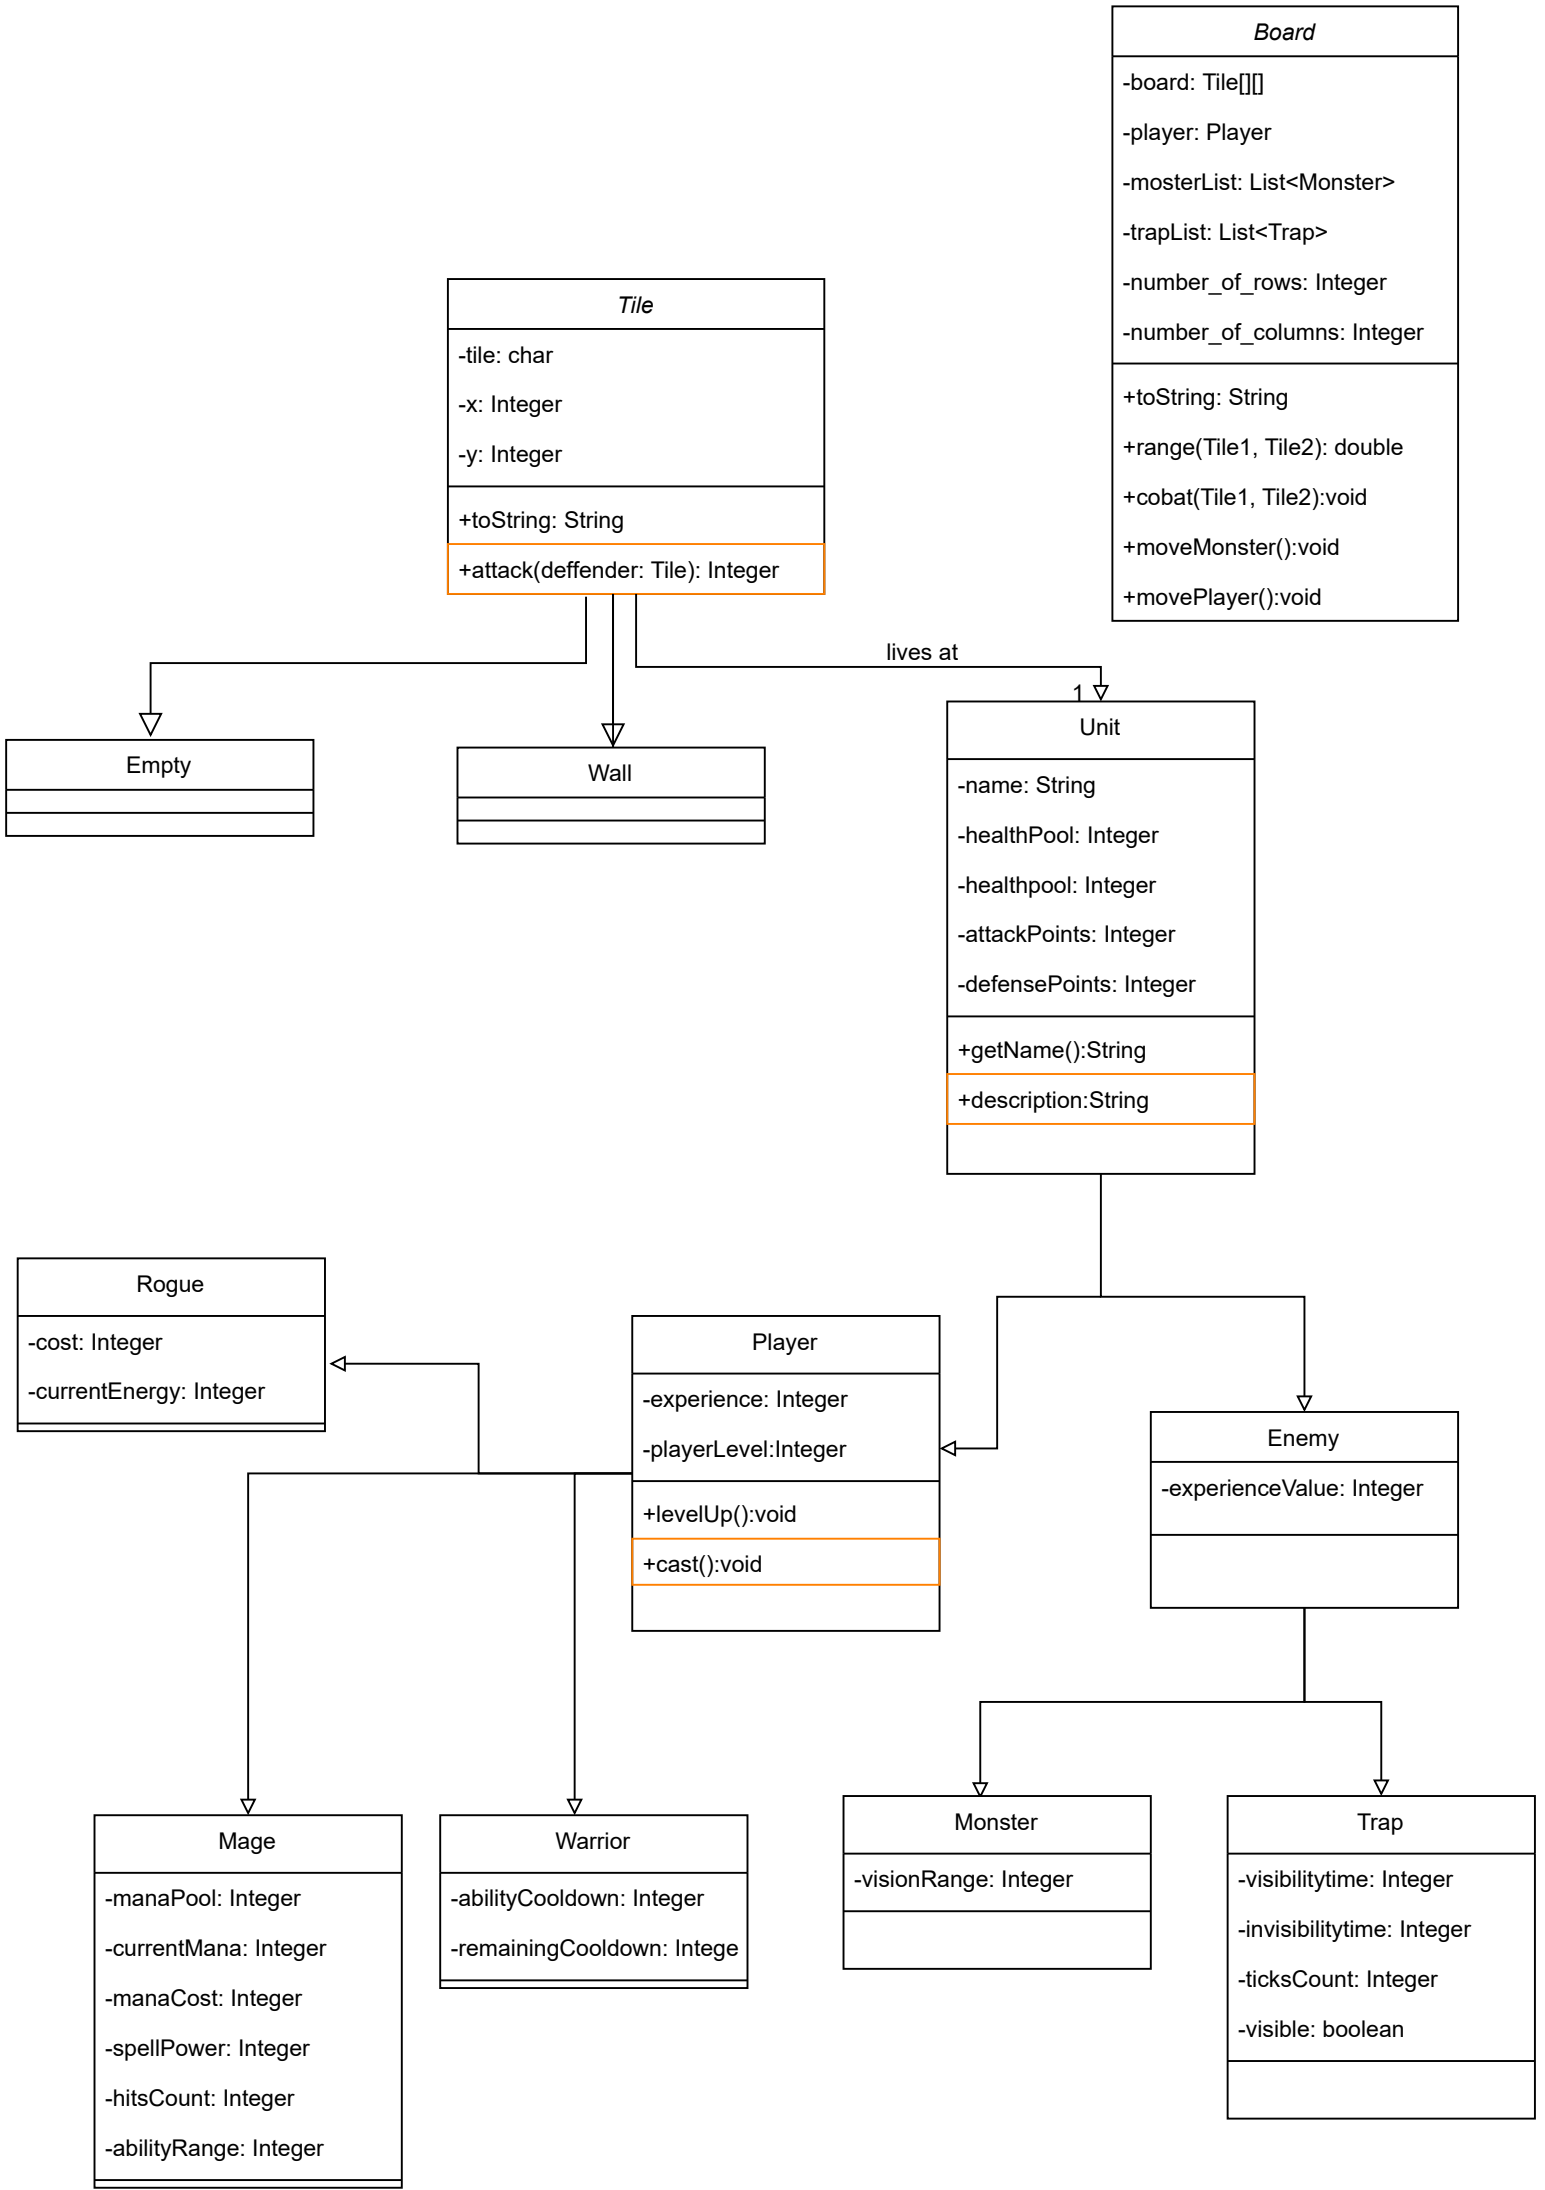 Board
-board: Tile[][]
-player: Player
-mosterList: List<Monster>
-trapList: List<Trap>
-number_of_rows: Integer
-number_of_columns: Integer
+toString: String
+range(Tile1, Tile2): double
+cobat(Tile1, Tile2):void
+moveMonster():void
+movePlayer():void
Tile
-tile: char
-x: Integer
-y: Integer
+toString: String
+attack(deffender: Tile): Integer
lives at
1
Empty
Wall
Unit
-name: String
-healthPool: Integer
-healthpool: Integer
-attackPoints: Integer
-defensePoints: Integer
+getName():String
+description:String
Rogue
-cost: Integer
-currentEnergy: Integer
Player
-experience: Integer
-playerLevel:Integer
+levelUp():void
+cast():void
Enemy
-experienceValue: Integer
Mage
-manaPool: Integer
-currentMana: Integer
-manaCost: Integer
-spellPower: Integer
-hitsCount: Integer
-abilityRange: Integer
Warrior
-abilityCooldown: Integer
-remainingCooldown: Intege
Monster
-visionRange: Integer
Trap
-visibilitytime: Integer
-invisibilitytime: Integer
-ticksCount: Integer
-visible: boolean